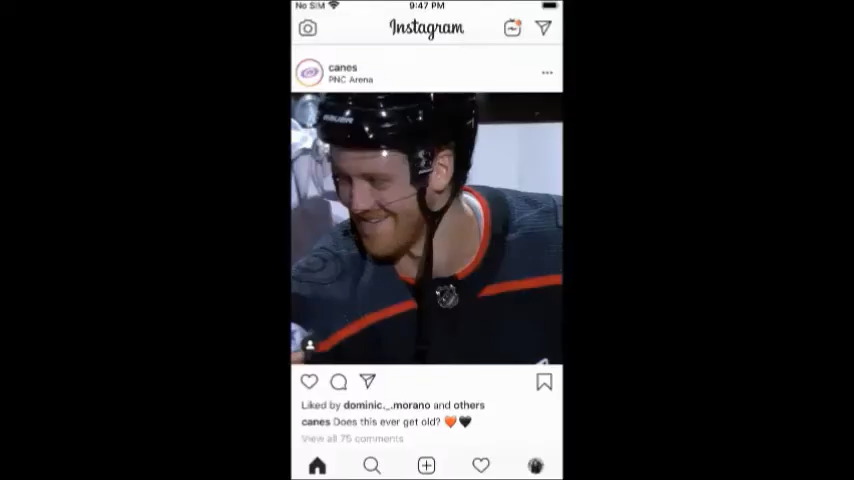 No SIM
9:47 PM
Instagram
canes
PNC Arena
BAUER
Liked by dominic._.morano and others
canes Does this ever get old? 🧡🖤
View all 75 comments